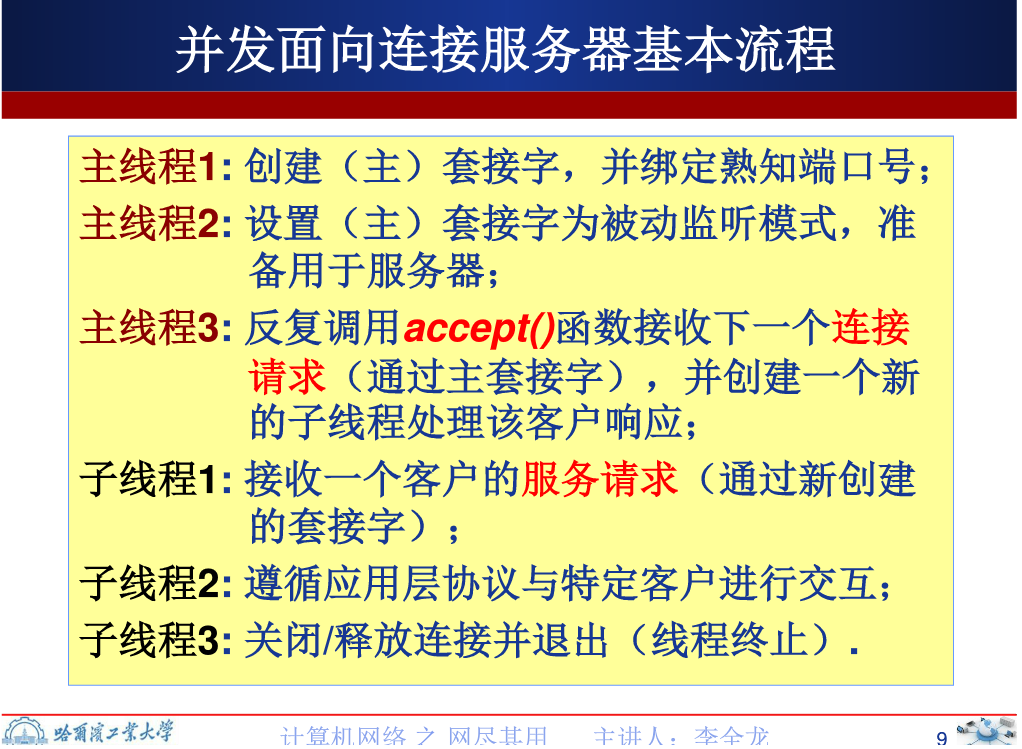 并发面向连接服务器基本流程
主线程1: 创建（主）套接字，并绑定熟知端口号；
主线程2: 设置（主）套接字为被动监听模式，准
备用于服务器；
主线程3: 反复调用accept()函数接收下一个连接
请求（通过主套接字），并创建一个新
的子线程处理该客户响应；
子线程1: 接收一个客户的服务请求（通过新创建
的套接字）；
子线程2: 遵循应用层协议与特定客户进行交互；
子线程3: 关闭/释放连接并退出（线程终止）.
哈爾濱工業大學 计算机网络 之 网尽其用 主讲人：李全龙 9